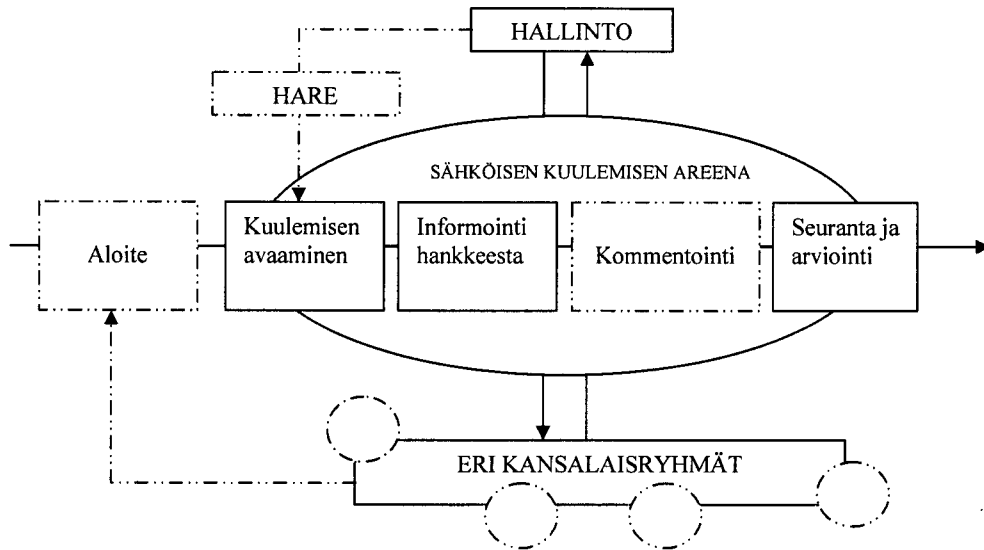 HALLINTO
HARE
SÄHKÖISEN KUULEMISEN AREENA
Aloite
Kuulemisen
avaaminen
Informointi
hankkeesta
Kommentointi
Seuranta ja
arviointi
ERI KANSALAISRYHMÄT